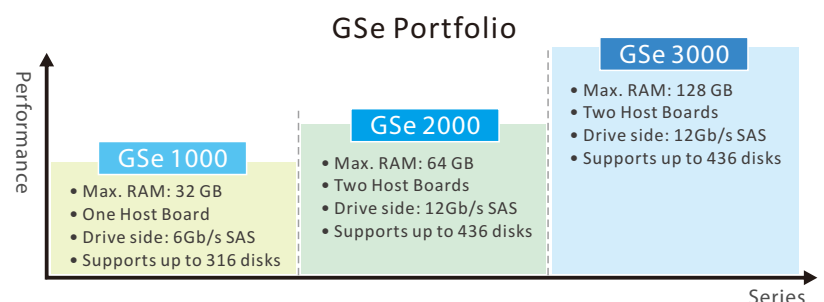 GSe Portfolio
Performance
GSe 1000
• Max. RAM: 32 GB
• One Host Board
• Drive side: 6Gb/s SAS
• Supports up to 316 disks
GSe 2000
• Max. RAM: 64 GB
• Two Host Boards
• Drive side: 12Gb/s SAS
• Supports up to 436 disks
GSe 3000
• Max. RAM: 128 GB
• Two Host Boards
• Drive side: 12Gb/s SAS
• Supports up to 436 disks
Series